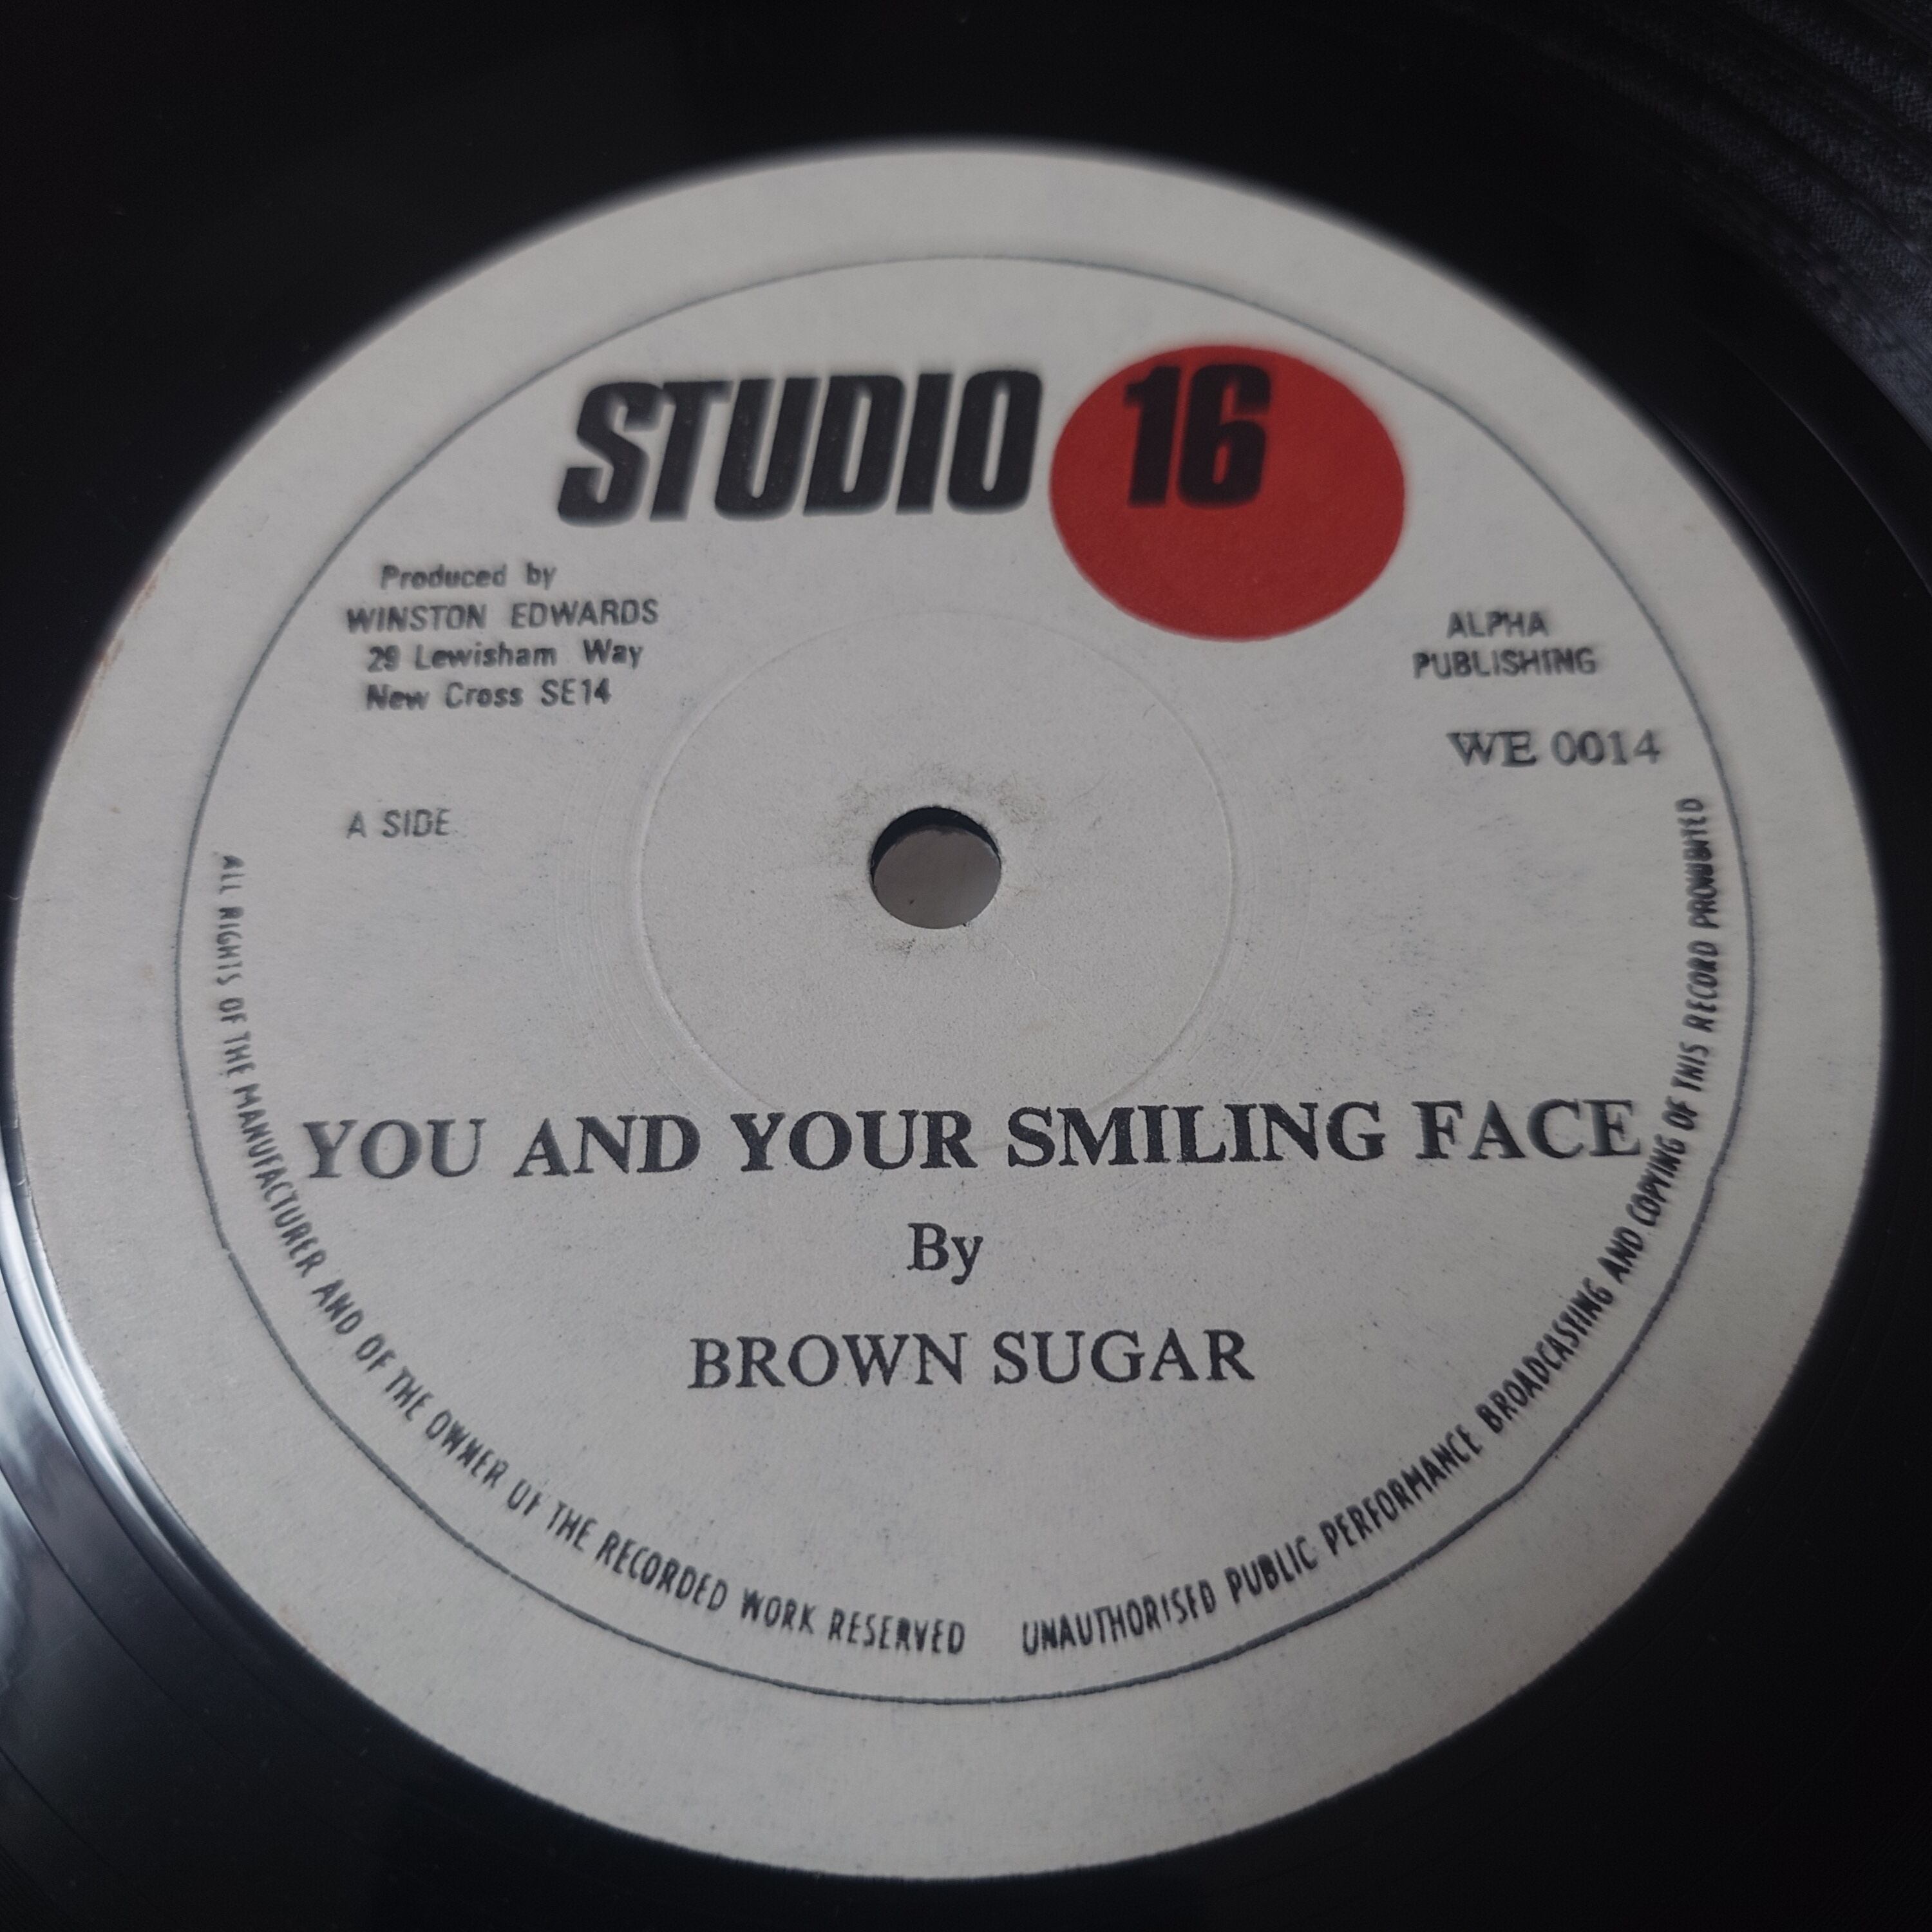 STUDIO 16
Produced by
WINSTON EDWARDS
29 Lewisham Way
New Cross SE14
ALPHA
PUBLISHING
WE 0014
A SIDE
YOU AND YOUR SMILING FACE
By
BROWN SUGAR
ALL RIGHTS OF THE MANUFACTURER AND OF THE OWNER OF THE RECORDED WORK RESERVED
UNAUTHORISED PUBLIC PERFORMANCE BROADCASTING AND COPYING OF THIS RECORD PROHIBITED